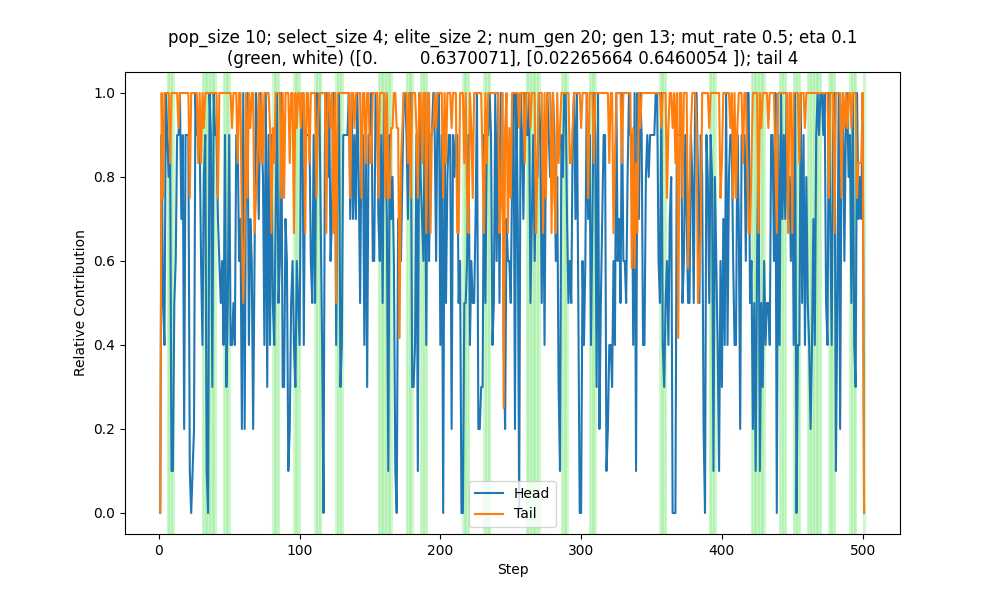 pop_size 10; select_size 4; elite_size 2; num_gen 20; gen 13; mut_rate 0.5; eta 0.1
(green, white) ([0. 0.6370071], [0.02265664 0.6460054 ]); tail 4
1.0
0.8
0.6
0.4
0.2
0.0
Relative Contribution
Head
Tail
0 100 200 300 400 500
Step